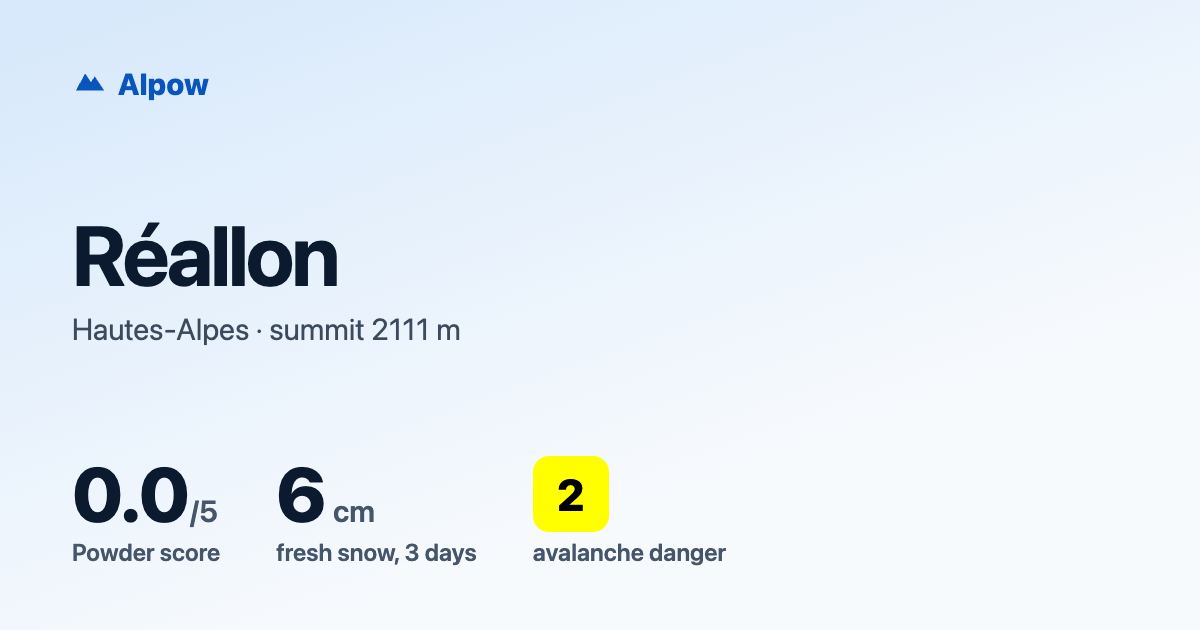 Alpow
Réallon
Hautes-Alpes · summit 2111 m
0.0/5
Powder score
6 cm
fresh snow, 3 days
2
avalanche danger